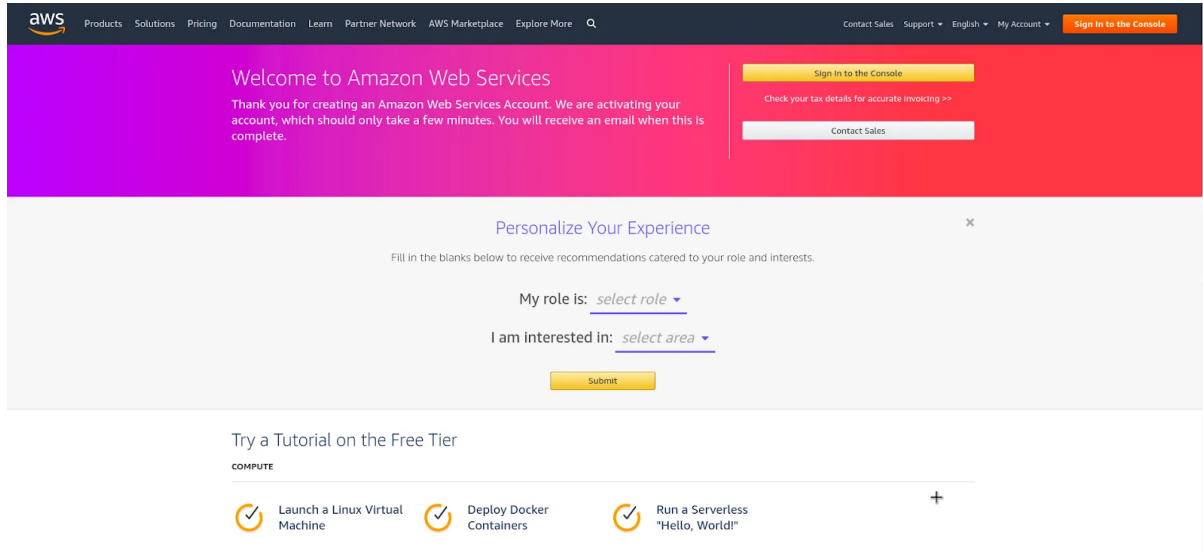 aws
Products Solutions Pricing Documentation Learn Partner Network AWS Marketplace Explore More
Contact Sales Support English My Account Sign In to the Console
Welcome to Amazon Web Services
Thank you for creating an Amazon Web Services Account. We are activating your
account, which should only take a few minutes. You will receive an email when this is
complete.
Sign In to the Console
Check your tax details for accurate invoicing >>
Contact Sales
Personalize Your Experience
Fill in the blanks below to receive recommendations catered to your role and interests.
My role is: select role
I am interested in: select area
Submit
Try a Tutorial on the Free Tier
COMPUTE
Launch a Linux Virtual
Machine
Deploy Docker
Containers
Run a Serverless
"Hello, World!"